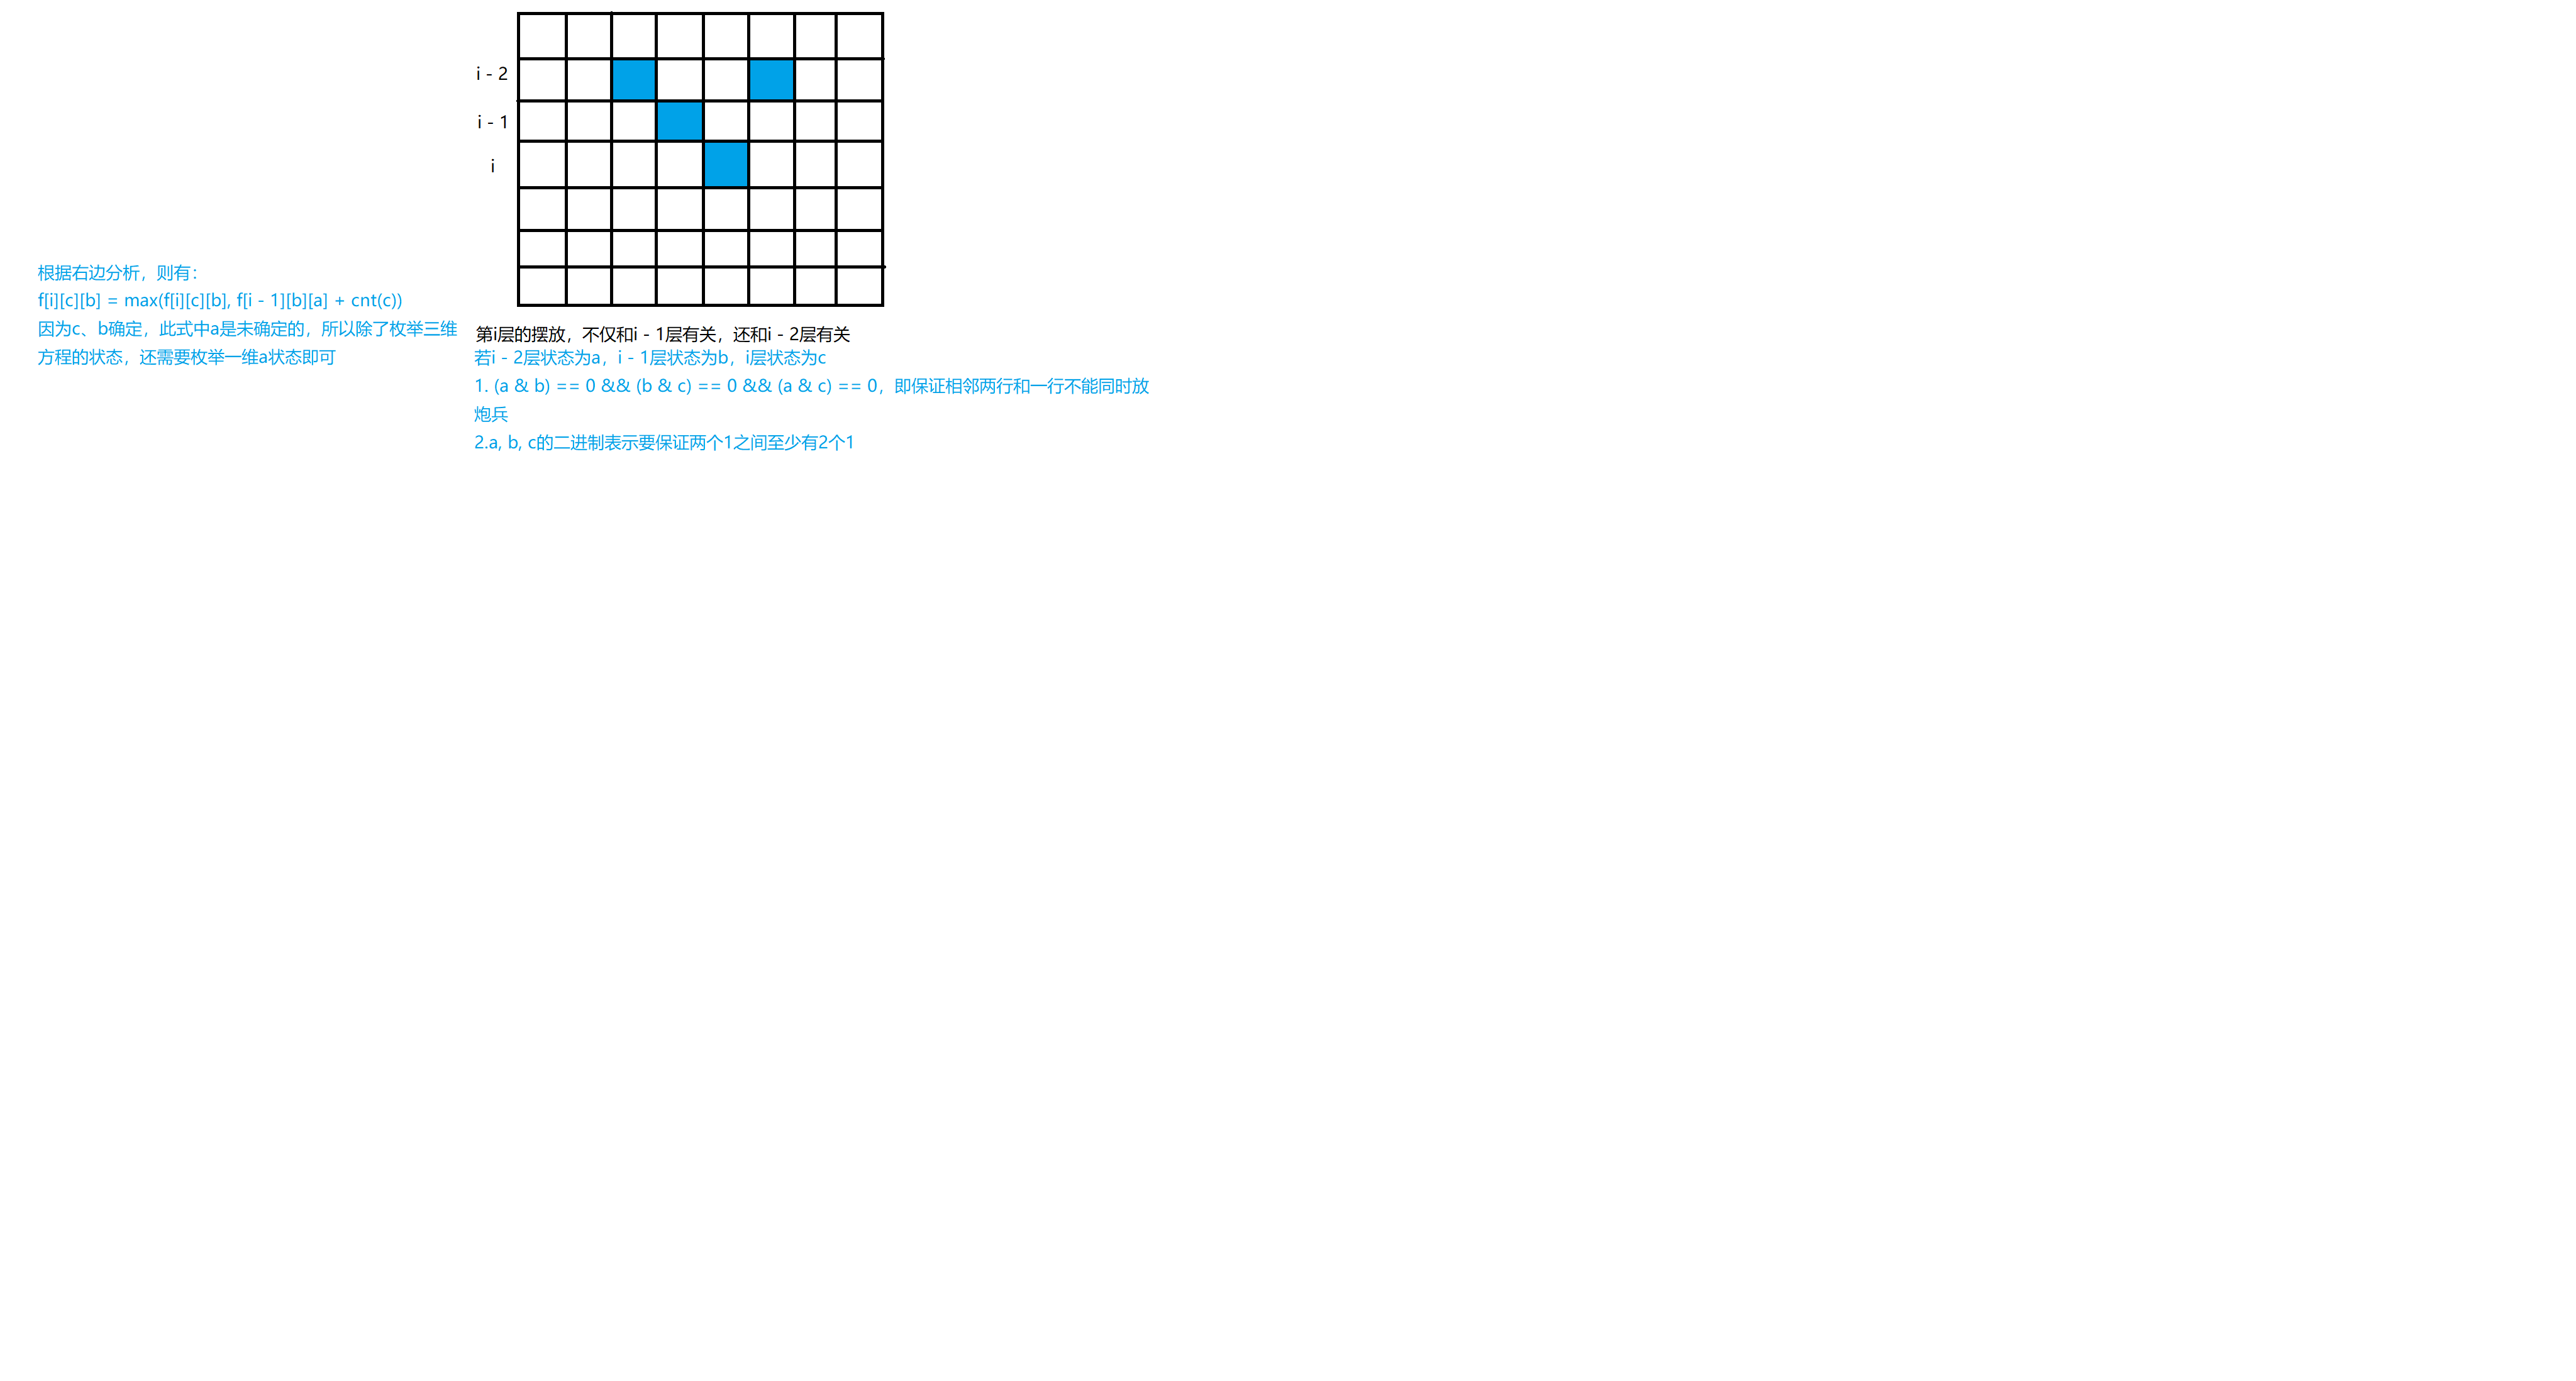 i - 2
i - 1
i
根据右边分析，则有：
f[i][c][b] = max(f[i][c][b], f[i - 1][b][a] + cnt(c))
因为c、b确定，此式中a是未确定的，所以除了枚举三维
方程的状态，还需要枚举一维a状态即可
第i层的摆放，不仅和i - 1层有关，还和i - 2层有关
若i - 2层状态为a，i - 1层状态为b，i层状态为c
1. (a & b) == 0 && (b & c) == 0 && (a & c) == 0，即保证相邻两行和一行不能同时放
炮兵
2.a, b, c的二进制表示要保证两个1之间至少有2个1